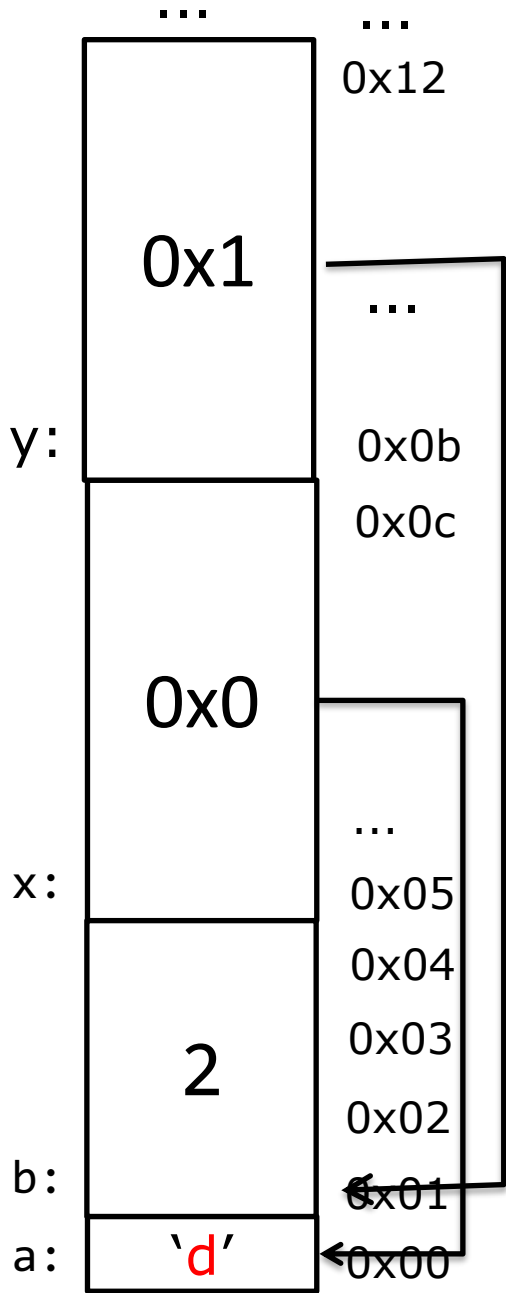 ... ...
0x12
0x1
...
y: 0x0b
0x0c
0x0
...
x: 0x05
0x04
0x03
2
0x02
b: 0x01
a: ‘d’ 0x00